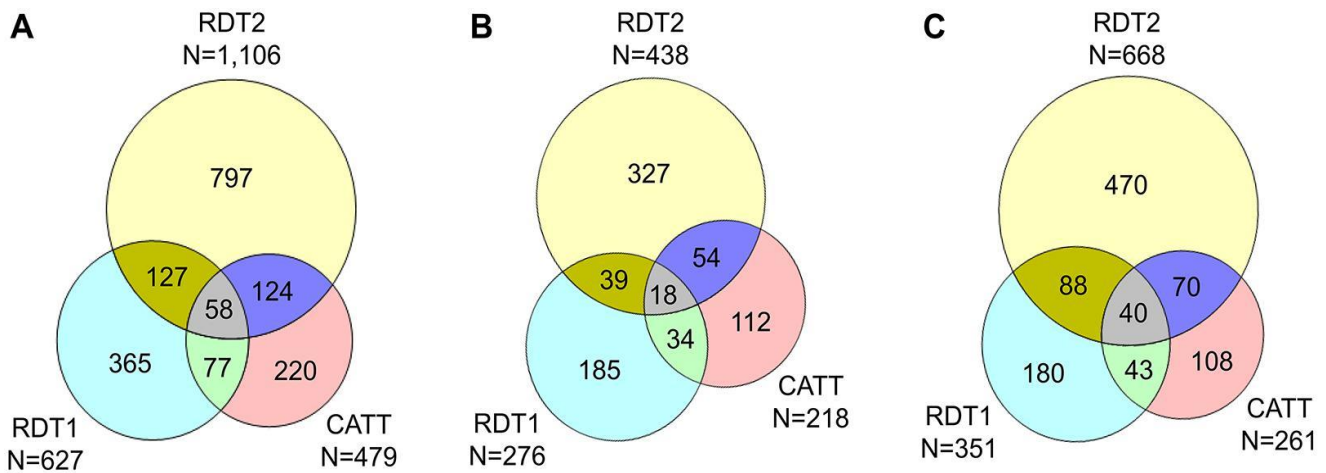 A
RDT2
N=1,106
797
127
124
58
365
77
220
RDT1
N=627
CATT
N=479
B
RDT2
N=438
327
39
54
18
185
34
112
RDT1
N=276
CATT
N=218
C
RDT2
N=668
470
88
70
40
180
43
108
RDT1
N=351
CATT
N=261